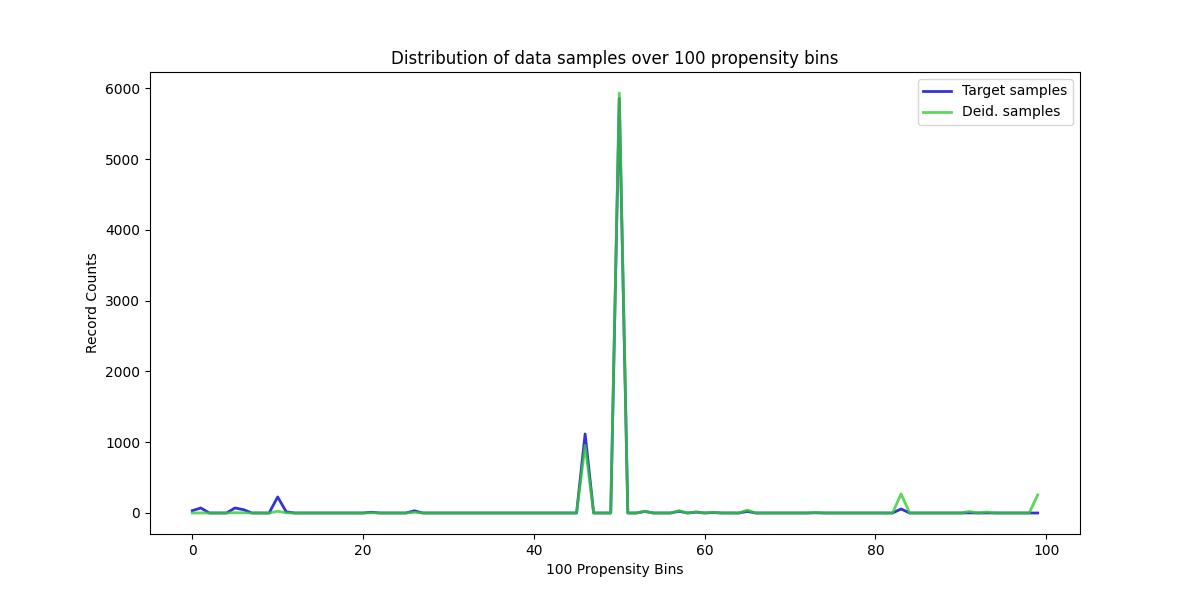 Distribution of data samples over 100 propensity bins
Target samples
Deid. samples
6000
5000
4000
3000
2000
1000
0
Record Counts
0 20 40 60 80 100
100 Propensity Bins